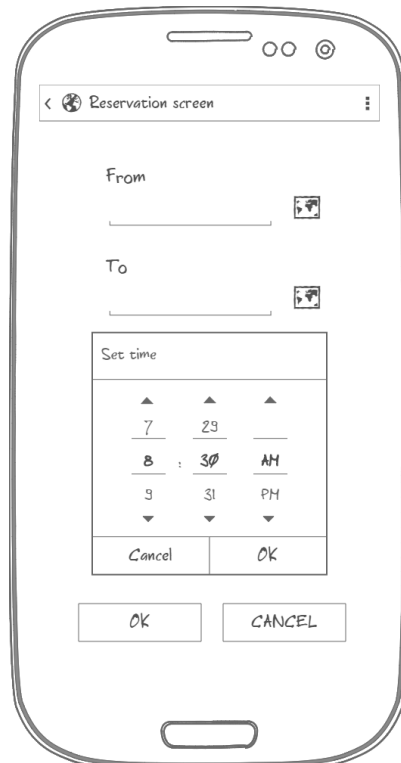 Reservation screen
From
To
Set time
7 29
8 : 30 AM
9 31 PM
Cancel OK
OK CANCEL